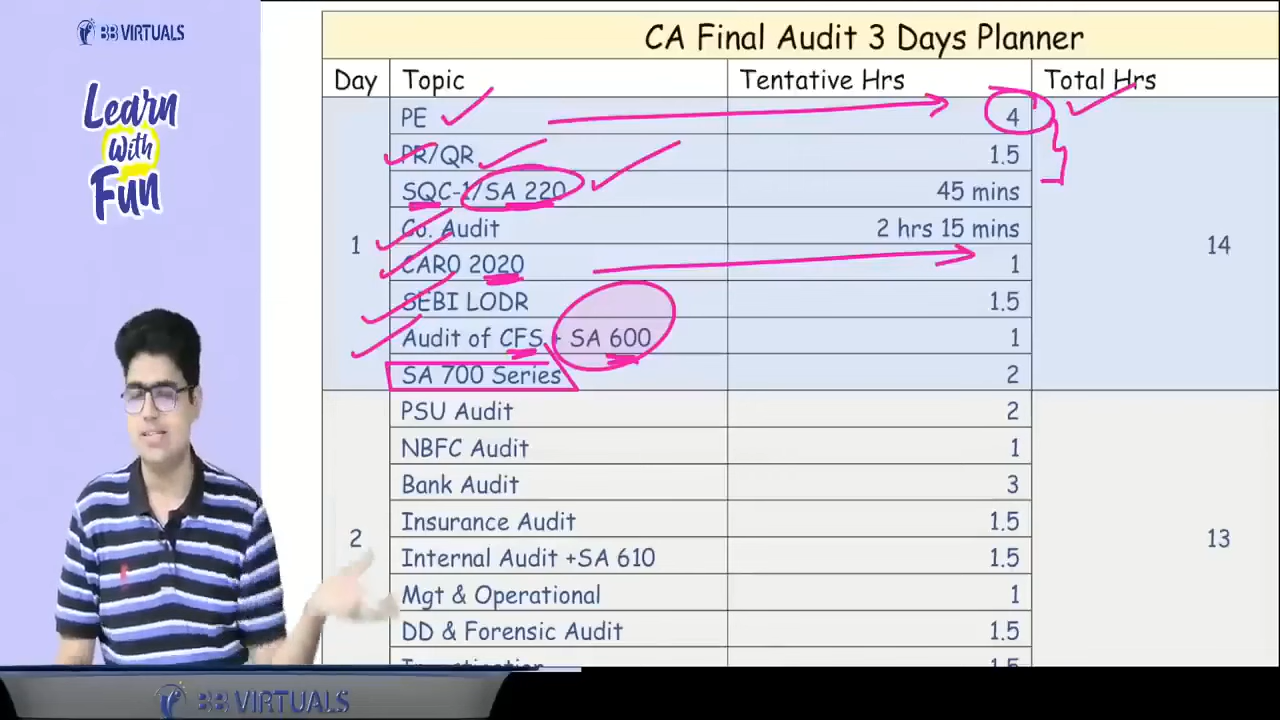 BB VIRTUALS
Learn
With
Fun
CA Final Audit 3 Days Planner
Day Topic Tentative Hrs Total Hrs
PE 4
PR/QR 1.5
SQC-1/SA 220 45 mins
Co. Audit 2 hrs 15 mins
1 14
CARO 2020 1
SEBI LODR 1.5
Audit of CFS + SA 600 1
SA 700 Series 2
PSU Audit 2
NBFC Audit 1
Bank Audit 3
Insurance Audit 1.5
2 13
Internal Audit +SA 610 1.5
Mgt & Operational 1
DD & Forensic Audit 1.5
Investigation 1.5
BB VIRTUALS